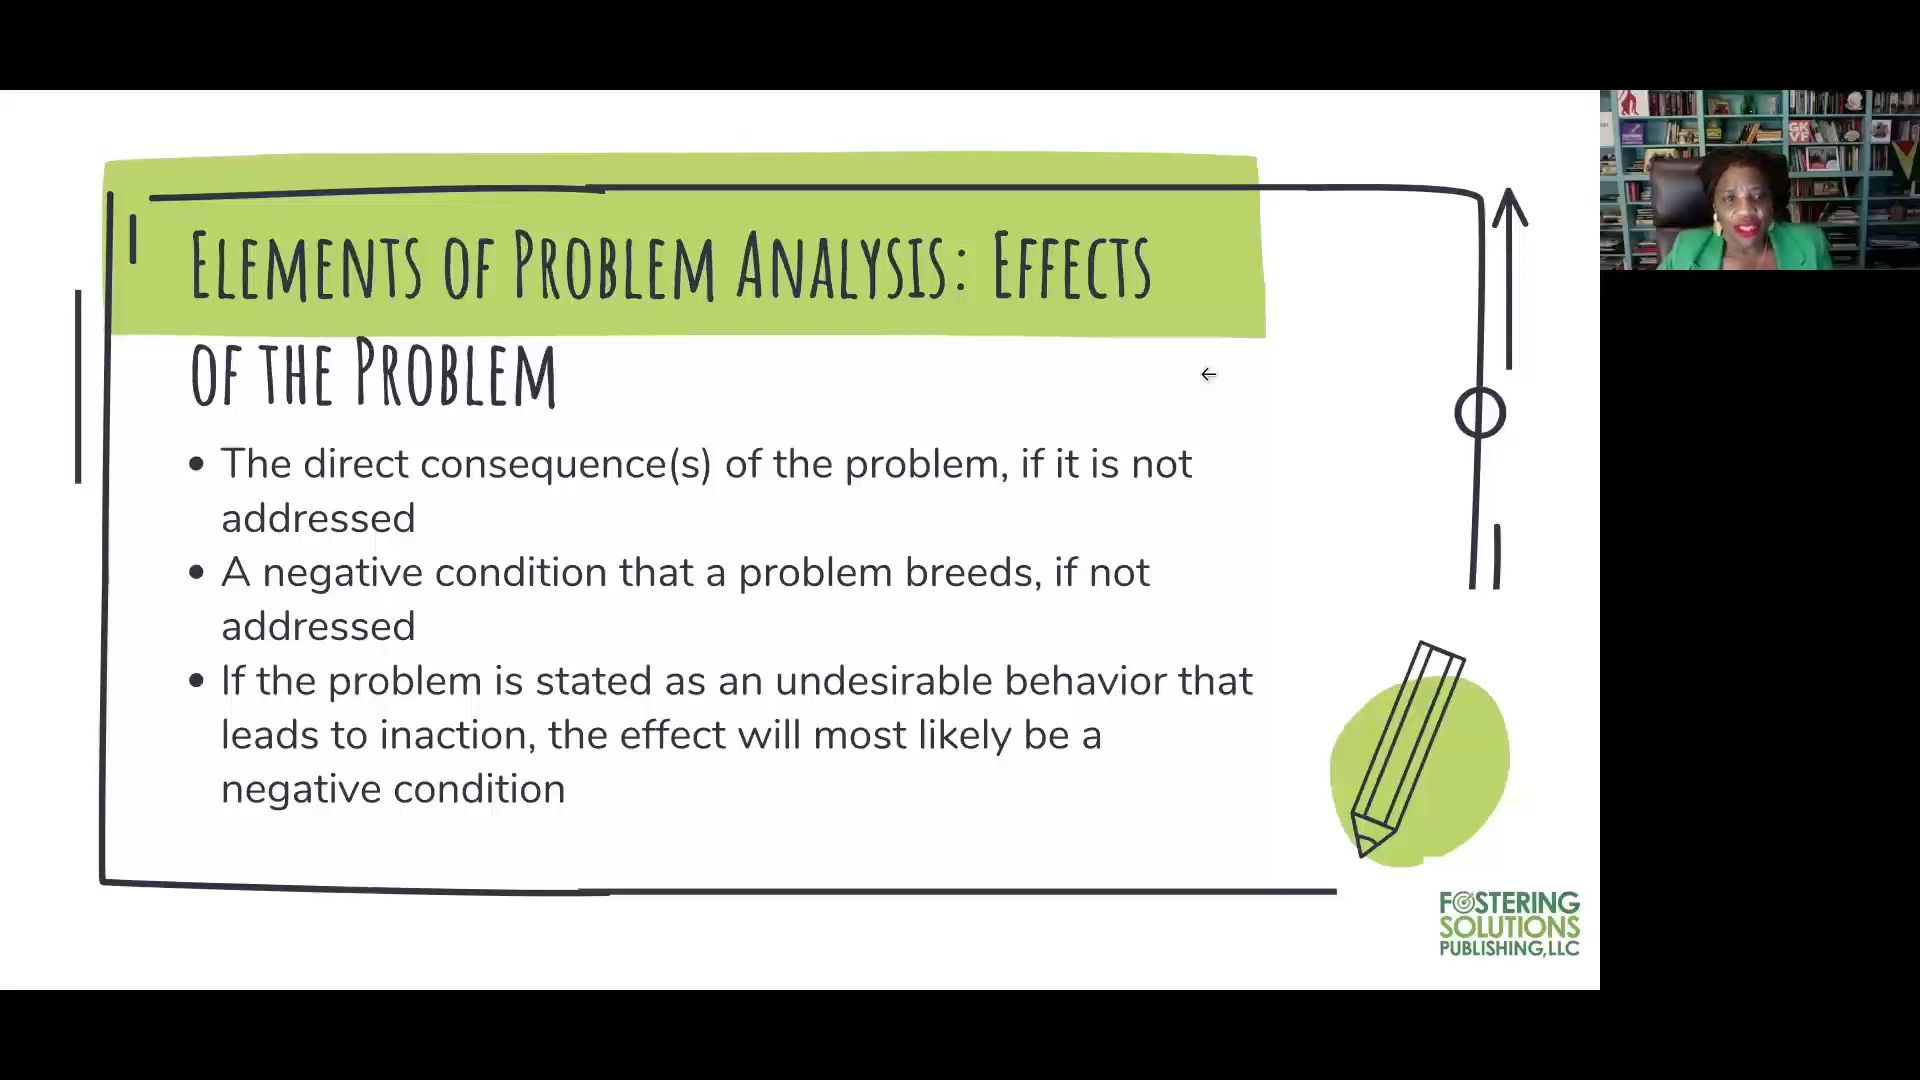 Elements of Problem Analysis: Effects
of the Problem
• The direct consequence(s) of the problem, if it is not
addressed
• A negative condition that a problem breeds, if not
addressed
• If the problem is stated as an undesirable behavior that
leads to inaction, the effect will most likely be a
negative condition
FOSTERING
SOLUTIONS
PUBLISHING, LLC